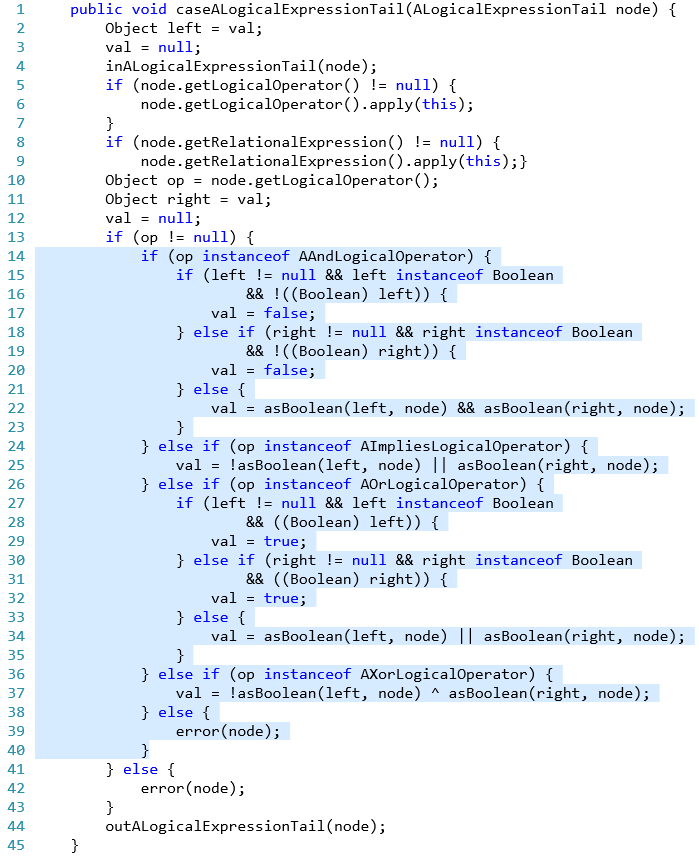 1 public void caseALogicalExpressionTail(ALogicalExpressionTail node) {
2 Object left = val;
3 val = null;
4 inALogicalExpressionTail(node);
5 if (node.getLogicalOperator() != null) {
6 node.getLogicalOperator().apply(this);
7 }
8 if (node.getRelationalExpression() != null) {
9 node.getRelationalExpression().apply(this);}
10 Object op = node.getLogicalOperator();
11 Object right = val;
12 val = null;
13 if (op != null) {
14 if (op instanceof AAndLogicalOperator) {
15 if (left != null && left instanceof Boolean
16 && !((Boolean) left)) {
17 val = false;
18 } else if (right != null && right instanceof Boolean
19 && !((Boolean) right)) {
20 val = false;
21 } else {
22 val = asBoolean(left, node) && asBoolean(right, node);
23 }
24 } else if (op instanceof AImpliesLogicalOperator) {
25 val = !asBoolean(left, node) || asBoolean(right, node);
26 } else if (op instanceof AOrLogicalOperator) {
27 if (left != null && left instanceof Boolean
28 && ((Boolean) left)) {
29 val = true;
30 } else if (right != null && right instanceof Boolean
31 && ((Boolean) right)) {
32 val = true;
33 } else {
34 val = asBoolean(left, node) || asBoolean(right, node);
35 }
36 } else if (op instanceof AXorLogicalOperator) {
37 val = !asBoolean(left, node) ^ asBoolean(right, node);
38 } else {
39 error(node);
40 }
41 } else {
42 error(node);
43 }
44 outALogicalExpressionTail(node);
45 }